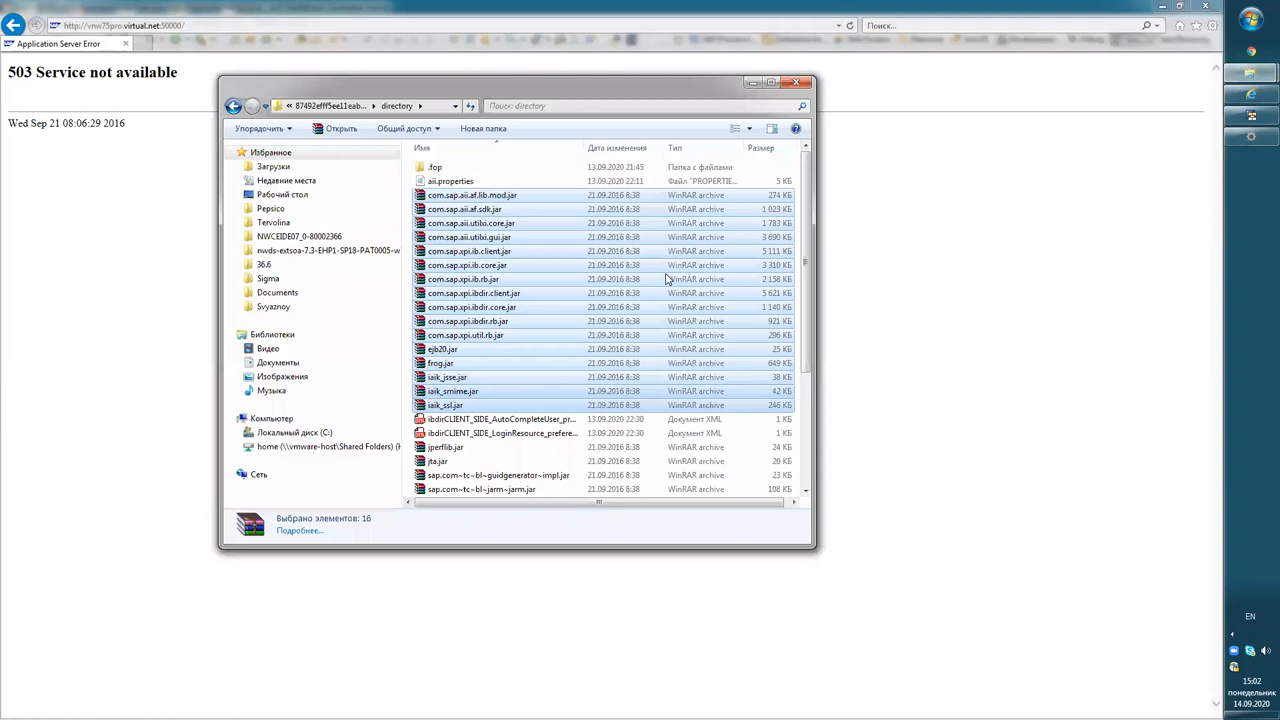 http://vnw75pro.virtual.net:50000/
Поиск...
Application Server Error
503 Service not available
Wed Sep 21 08:06:29 2016
87492efff5ee11eab... directory
Поиск: directory
Упорядочить Открыть Общий доступ Новая папка
Избранное
Загрузки
Недавние места
Рабочий стол
Pepsico
Tervolina
NWCEIDE07_0-80002366
nwds-extsoa-7.3-EHP1-SP18-PAT0005-w
36.6
Sigma
Documents
Svyaznoy
Библиотеки
Видео
Документы
Изображения
Музыка
Компьютер
Локальный диск (C:)
home (\\vmware-host\Shared Folders) (H
Сеть
Имя Дата изменения Тип Размер
.fop 13.09.2020 21:45 Папка с файлами
aii.properties 13.09.2020 22:11 Файл "PROPERTIE... 5 КБ
com.sap.aii.af.lib.mod.jar 21.09.2016 8:38 WinRAR archive 274 КБ
com.sap.aii.af.sdk.jar 21.09.2016 8:38 WinRAR archive 1 023 КБ
com.sap.aii.utilxi.core.jar 21.09.2016 8:38 WinRAR archive 1 783 КБ
com.sap.aii.utilxi.gui.jar 21.09.2016 8:38 WinRAR archive 3 690 КБ
com.sap.xpi.ib.client.jar 21.09.2016 8:38 WinRAR archive 5 111 КБ
com.sap.xpi.ib.core.jar 21.09.2016 8:38 WinRAR archive 3 310 КБ
com.sap.xpi.ib.rb.jar 21.09.2016 8:38 WinRAR archive 2 158 КБ
com.sap.xpi.ibdir.client.jar 21.09.2016 8:38 WinRAR archive 5 621 КБ
com.sap.xpi.ibdir.core.jar 21.09.2016 8:38 WinRAR archive 1 140 КБ
com.sap.xpi.ibdir.rb.jar 21.09.2016 8:38 WinRAR archive 921 КБ
com.sap.xpi.util.rb.jar 21.09.2016 8:38 WinRAR archive 296 КБ
ejb20.jar 21.09.2016 8:38 WinRAR archive 25 КБ
frog.jar 21.09.2016 8:38 WinRAR archive 649 КБ
iaik_jsse.jar 21.09.2016 8:38 WinRAR archive 38 КБ
iaik_smime.jar 21.09.2016 8:38 WinRAR archive 42 КБ
iaik_ssl.jar 21.09.2016 8:38 WinRAR archive 246 КБ
ibdirCLIENT_SIDE_AutoCompleteUser_pr... 13.09.2020 22:30 Документ XML 1 КБ
ibdirCLIENT_SIDE_LoginResource_prefere... 13.09.2020 22:30 Документ XML 1 КБ
jperflib.jar 21.09.2016 8:38 WinRAR archive 24 КБ
jta.jar 21.09.2016 8:38 WinRAR archive 20 КБ
sap.com~tc~bl~guidgenerator~impl.jar 21.09.2016 8:38 WinRAR archive 23 КБ
sap.com~tc~bl~jarm~jarm.jar 21.09.2016 8:38 WinRAR archive 108 КБ
Выбрано элементов: 16
Подробнее...
EN
15:02
понедельник
14.09.2020